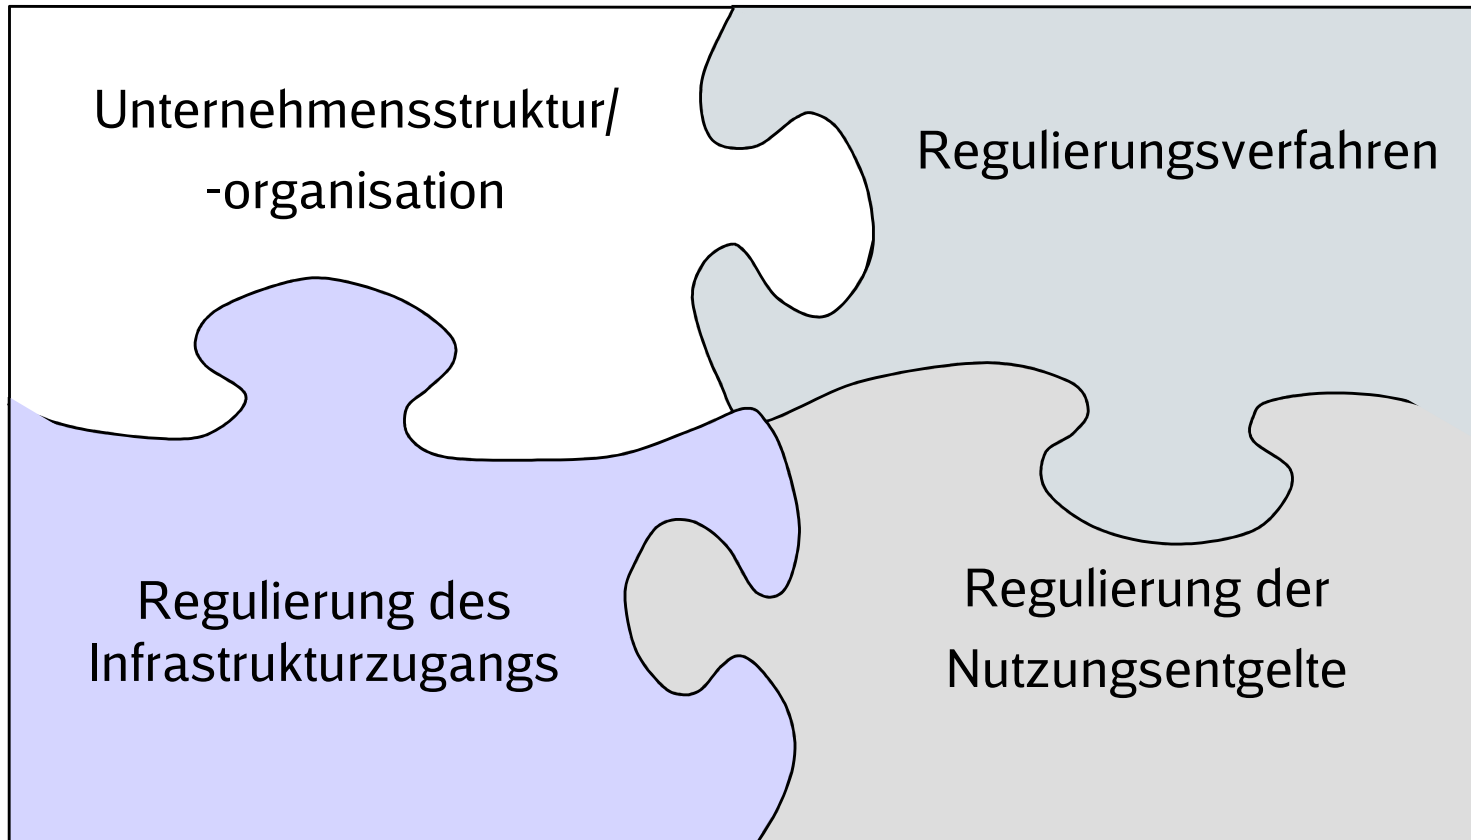 Unternehmensstruktur/
-organisation
Regulierungsverfahren
Regulierung des
Infrastrukturzugangs
Regulierung der
Nutzungsentgelte